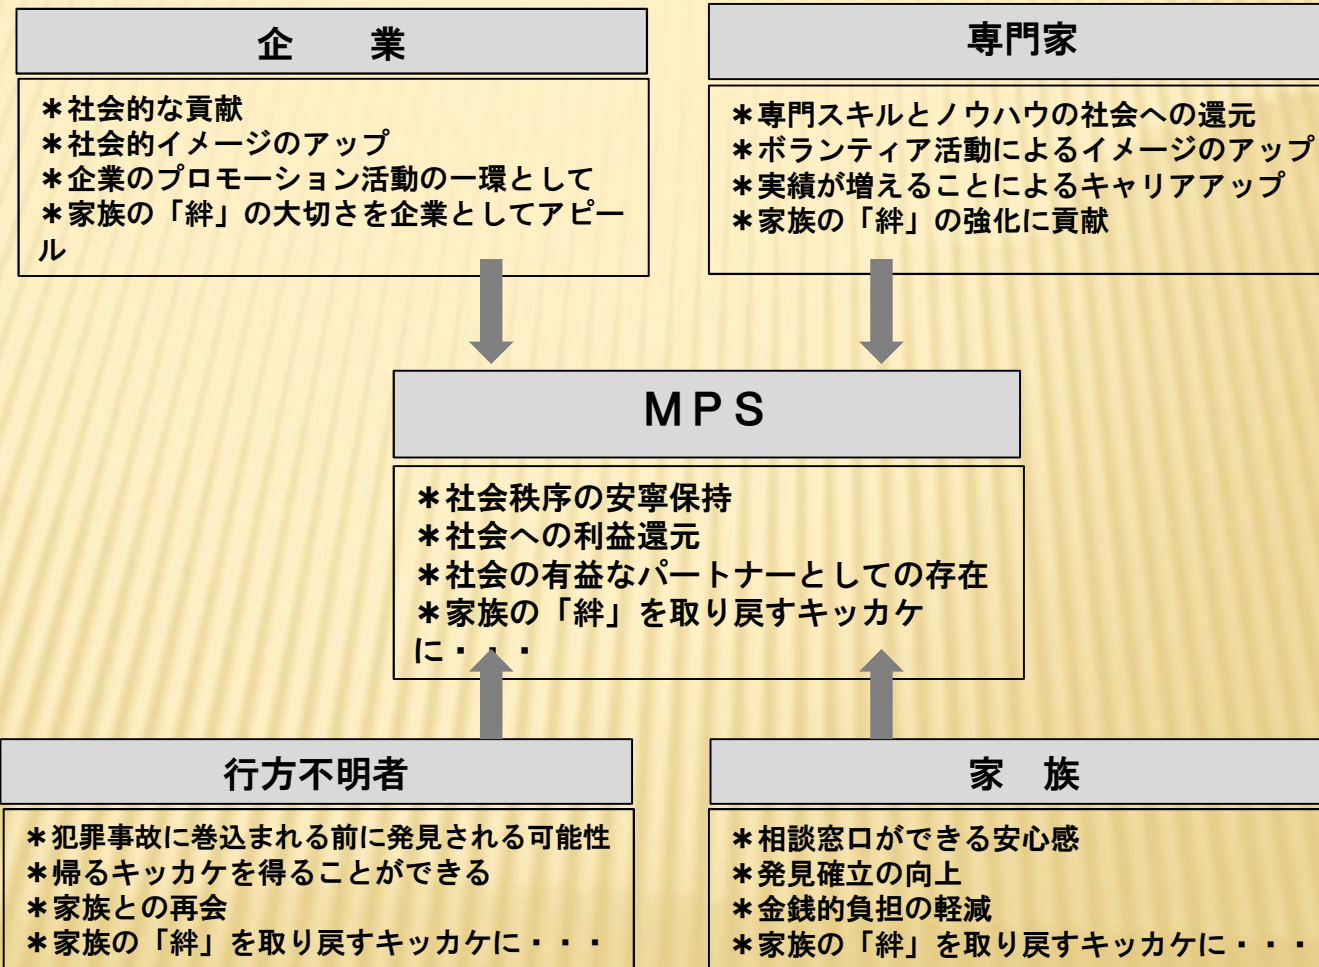 企　業
＊社会的な貢献
＊社会的イメージのアップ
＊企業のプロモーション活動の一環として
＊家族の「絆」の大切さを企業としてアピー
ル
専門家
＊専門スキルとノウハウの社会への還元
＊ボランティア活動によるイメージのアップ
＊実績が増えることによるキャリアアップ
＊家族の「絆」の強化に貢献
ＭＰＳ
＊社会秩序の安寧保持
＊社会への利益還元
＊社会の有益なパートナーとしての存在
＊家族の「絆」を取り戻すキッカケ
に・・・
行方不明者
＊犯罪事故に巻込まれる前に発見される可能性
＊帰るキッカケを得ることができる
＊家族との再会
＊家族の「絆」を取り戻すキッカケに・・・
家　族
＊相談窓口ができる安心感
＊発見確立の向上
＊金銭的負担の軽減
＊家族の「絆」を取り戻すキッカケに・・・